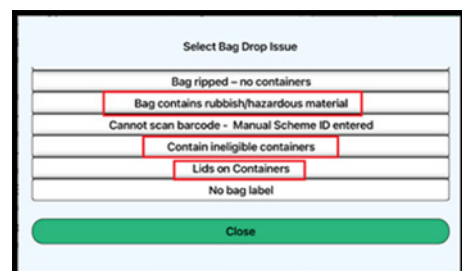 Select Bag Drop Issue
Bag ripped – no containers
Bag contains rubbish/hazardous material
Cannot scan barcode - Manual Scheme ID entered
Contain ineligible containers
Lids on Containers
No bag label
Close